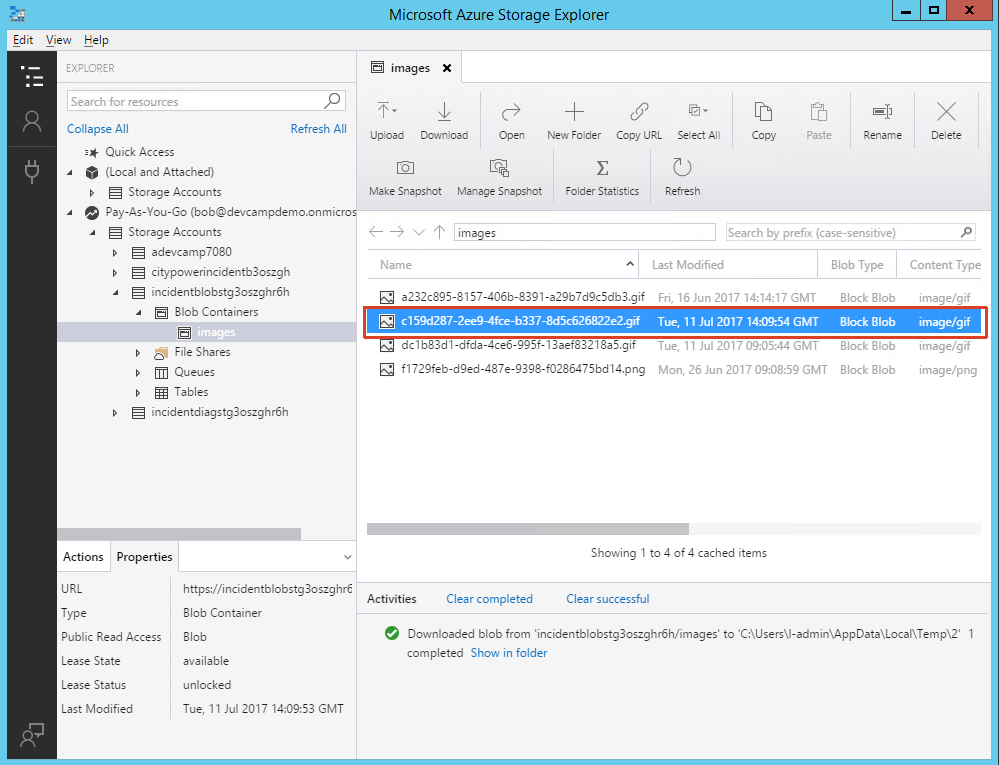 Microsoft Azure Storage Explorer
Edit View Help
EXPLORER
Search for resources
Collapse All Refresh All
Quick Access
(Local and Attached)
Storage Accounts
Pay-As-You-Go (bob@devcampdemo.onmicros
Storage Accounts
adevcamp7080
citypowerincidentb3oszgh
incidentblobstg3oszghr6h
Blob Containers
images
File Shares
Queues
Tables
incidentdiagstg3oszghr6h
Actions Properties
URL https://incidentblobstg3oszghr6
Type Blob Container
Public Read Access Blob
Lease State available
Lease Status unlocked
Last Modified Tue, 11 Jul 2017 14:09:53 GMT
images
Upload Download Open New Folder Copy URL Select All Copy Paste Rename Delete
Make Snapshot Manage Snapshot Folder Statistics Refresh
images Search by prefix (case-sensitive)
Name Last Modified Blob Type Content Type
a232c895-8157-406b-8391-a29b7d9c5db3.gif Fri, 16 Jun 2017 14:14:17 GMT Block Blob image/gif
c159d287-2ee9-4fce-b337-8d5c626822e2.gif Tue, 11 Jul 2017 14:09:54 GMT Block Blob image/gif
dc1b83d1-dfda-4ce6-995f-13aef83218a5.gif Tue, 11 Jul 2017 09:05:44 GMT Block Blob image/gif
f1729feb-d9ed-487e-9398-f0286475bd14.png Mon, 26 Jun 2017 09:08:59 GMT Block Blob image/png
Showing 1 to 4 of 4 cached items
Activities Clear completed Clear successful
Downloaded blob from 'incidentblobstg3oszghr6h/images' to 'C:\Users\l-admin\AppData\Local\Temp\2' 1
completed Show in folder